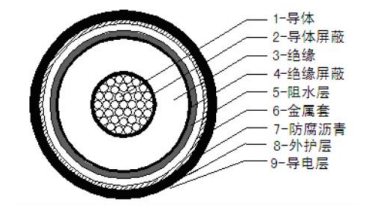 1-导体
2-导体屏蔽
3-绝缘
4-绝缘屏蔽
5-阻水层
6-金属套
7-防腐沥青
8-外护层
9-导电层